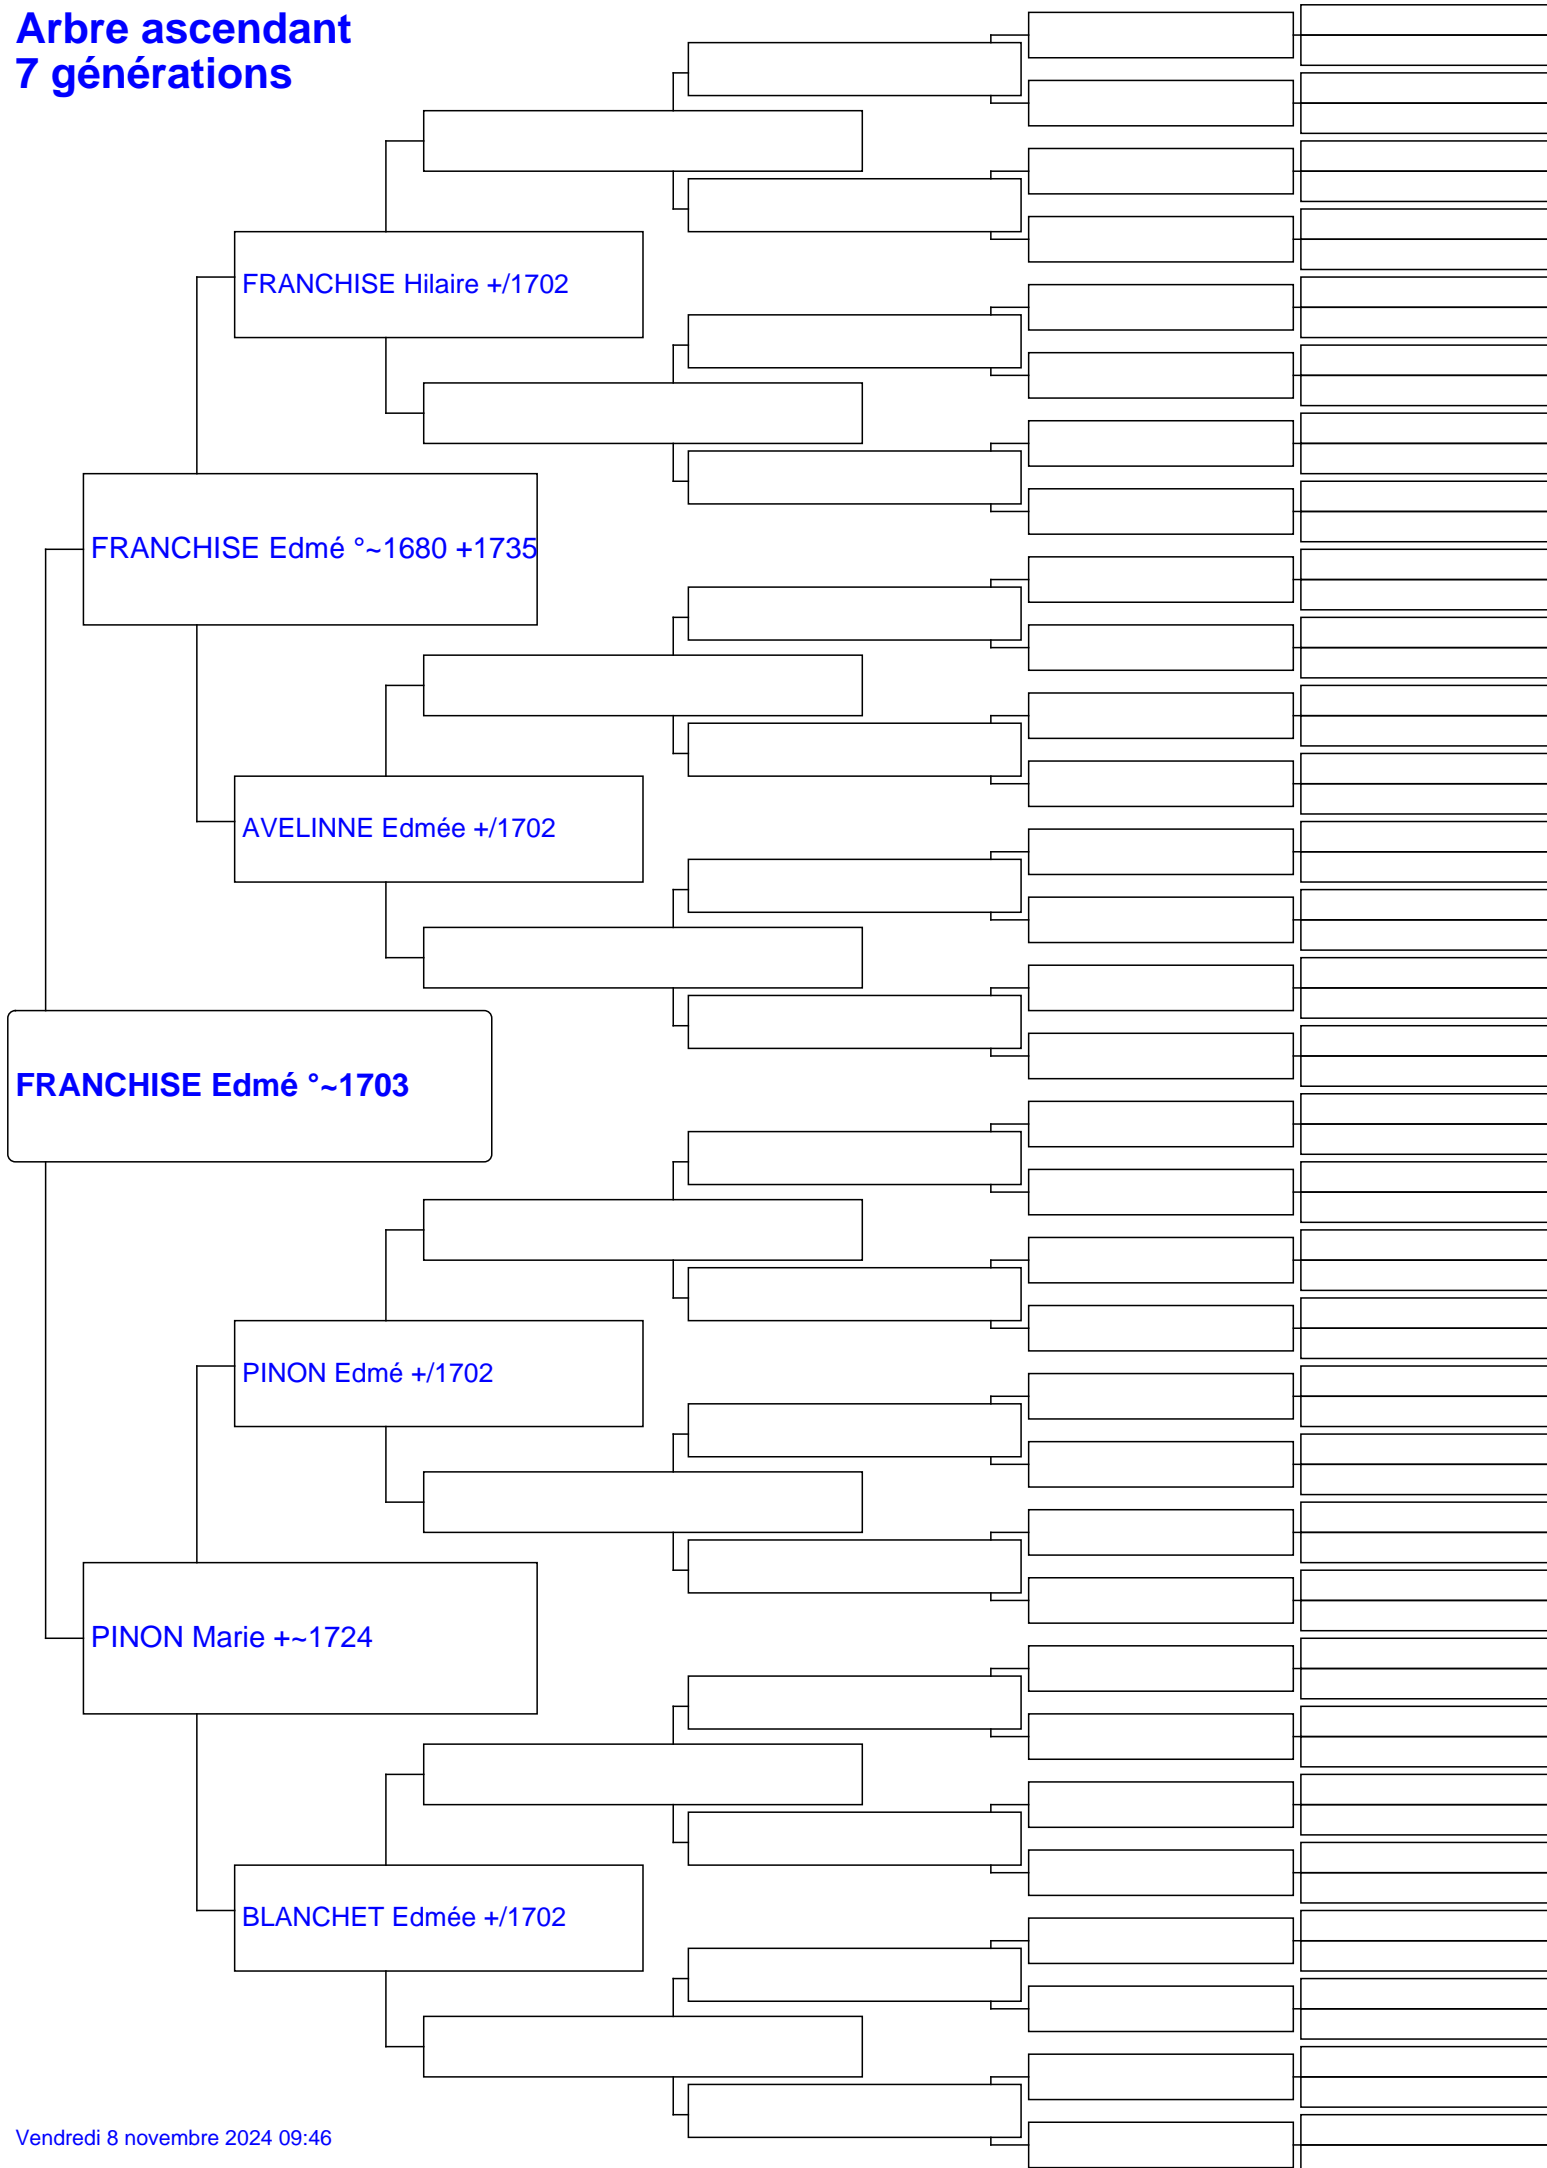 Arbre ascendant
7 générations
FRANCHISE Hilaire +/1702
FRANCHISE Edmé °~1680 +1735
AVELINNE Edmée +/1702
FRANCHISE Edmé °~1703
PINON Edmé +/1702
PINON Marie +~1724
BLANCHET Edmée +/1702
Vendredi 8 novembre 2024 09:46